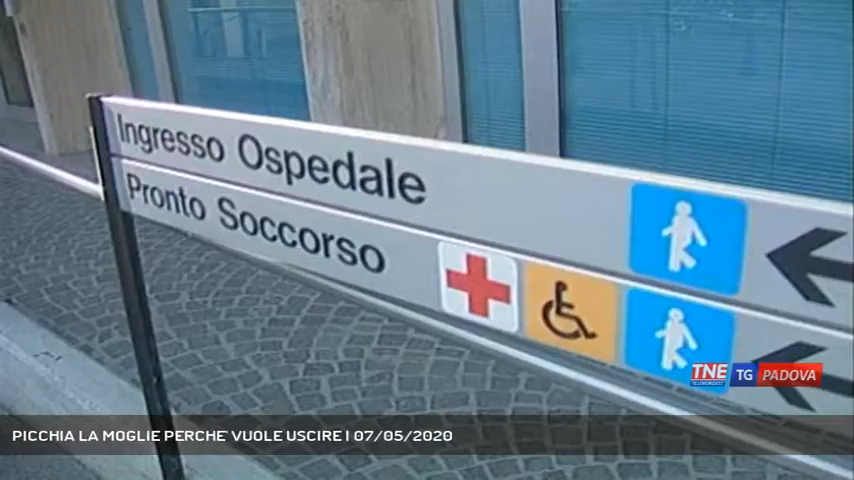 Ingresso Ospedale
Pronto Soccorso
TNE TG PADOVA
TELENORDEST
PICCHIA LA MOGLIE PERCHE' VUOLE USCIRE | 07/05/2020